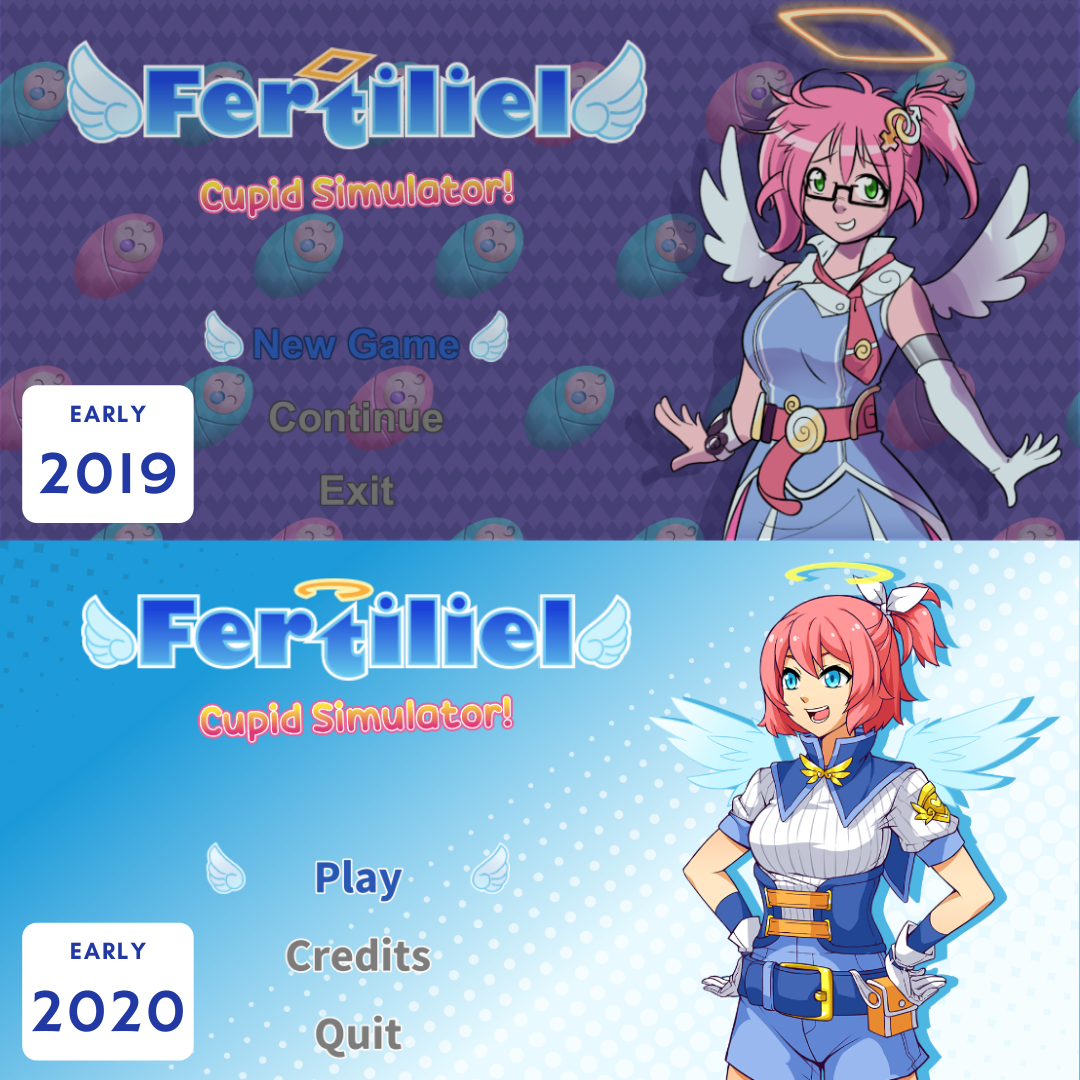 Fertiliel
Cupid Simulator!
New Game
Continue
Exit
EARLY
2019
Fertiliel
Cupid Simulator!
Play
Credits
Quit
EARLY
2020